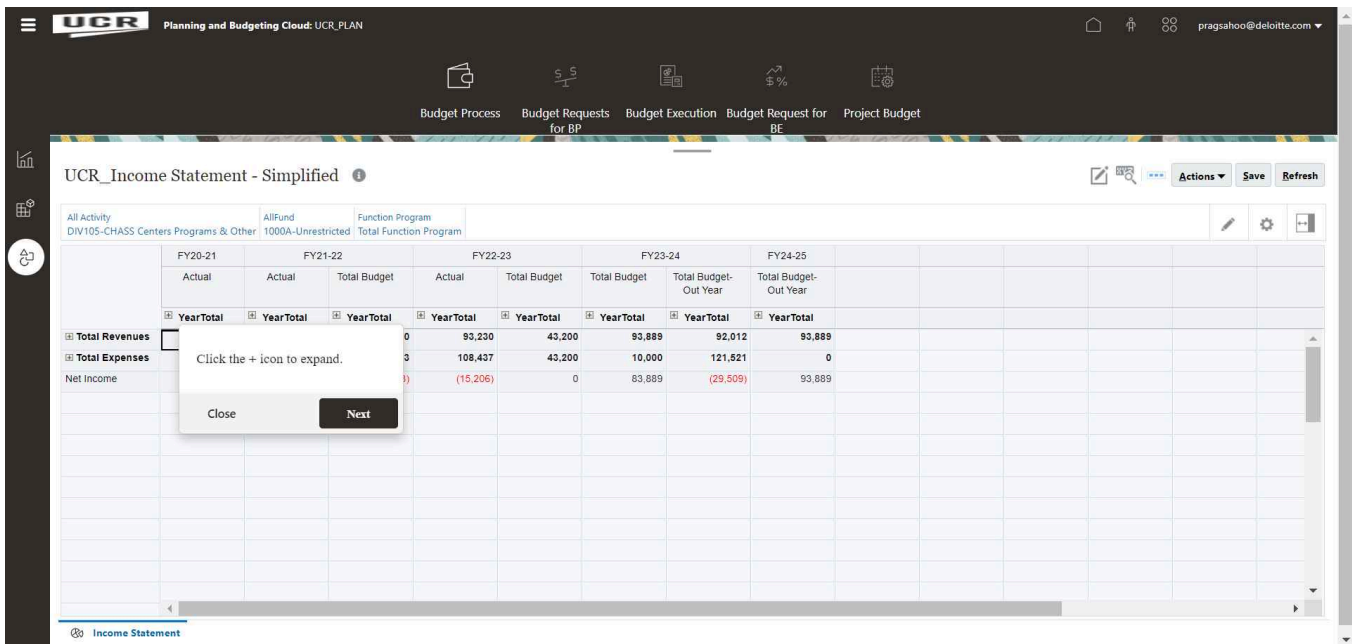 UCR Planning and Budgeting Cloud: UCR_PLAN pragsahoo@deloitte.com
Budget Process Budget Requests for BP Budget Execution Budget Request for BE Project Budget
UCR_Income Statement - Simplified
Actions Save Refresh
All Activity AllFund Function Program
DIV105-CHASS Centers Programs & Other 1000A-Unrestricted Total Function Program
FY20-21 FY21-22 FY22-23 FY23-24 FY24-25
Actual Actual Total Budget Actual Total Budget Total Budget Total Budget-Out Year Total Budget-Out Year
YearTotal YearTotal YearTotal YearTotal YearTotal YearTotal YearTotal YearTotal
Total Revenues 0 93,230 43,200 93,889 92,012 93,889
Total Expenses 3 108,437 43,200 10,000 121,521 0
Net Income ) (15,206) 0 83,889 (29,509) 93,889
Click the + icon to expand.
Close Next
Income Statement